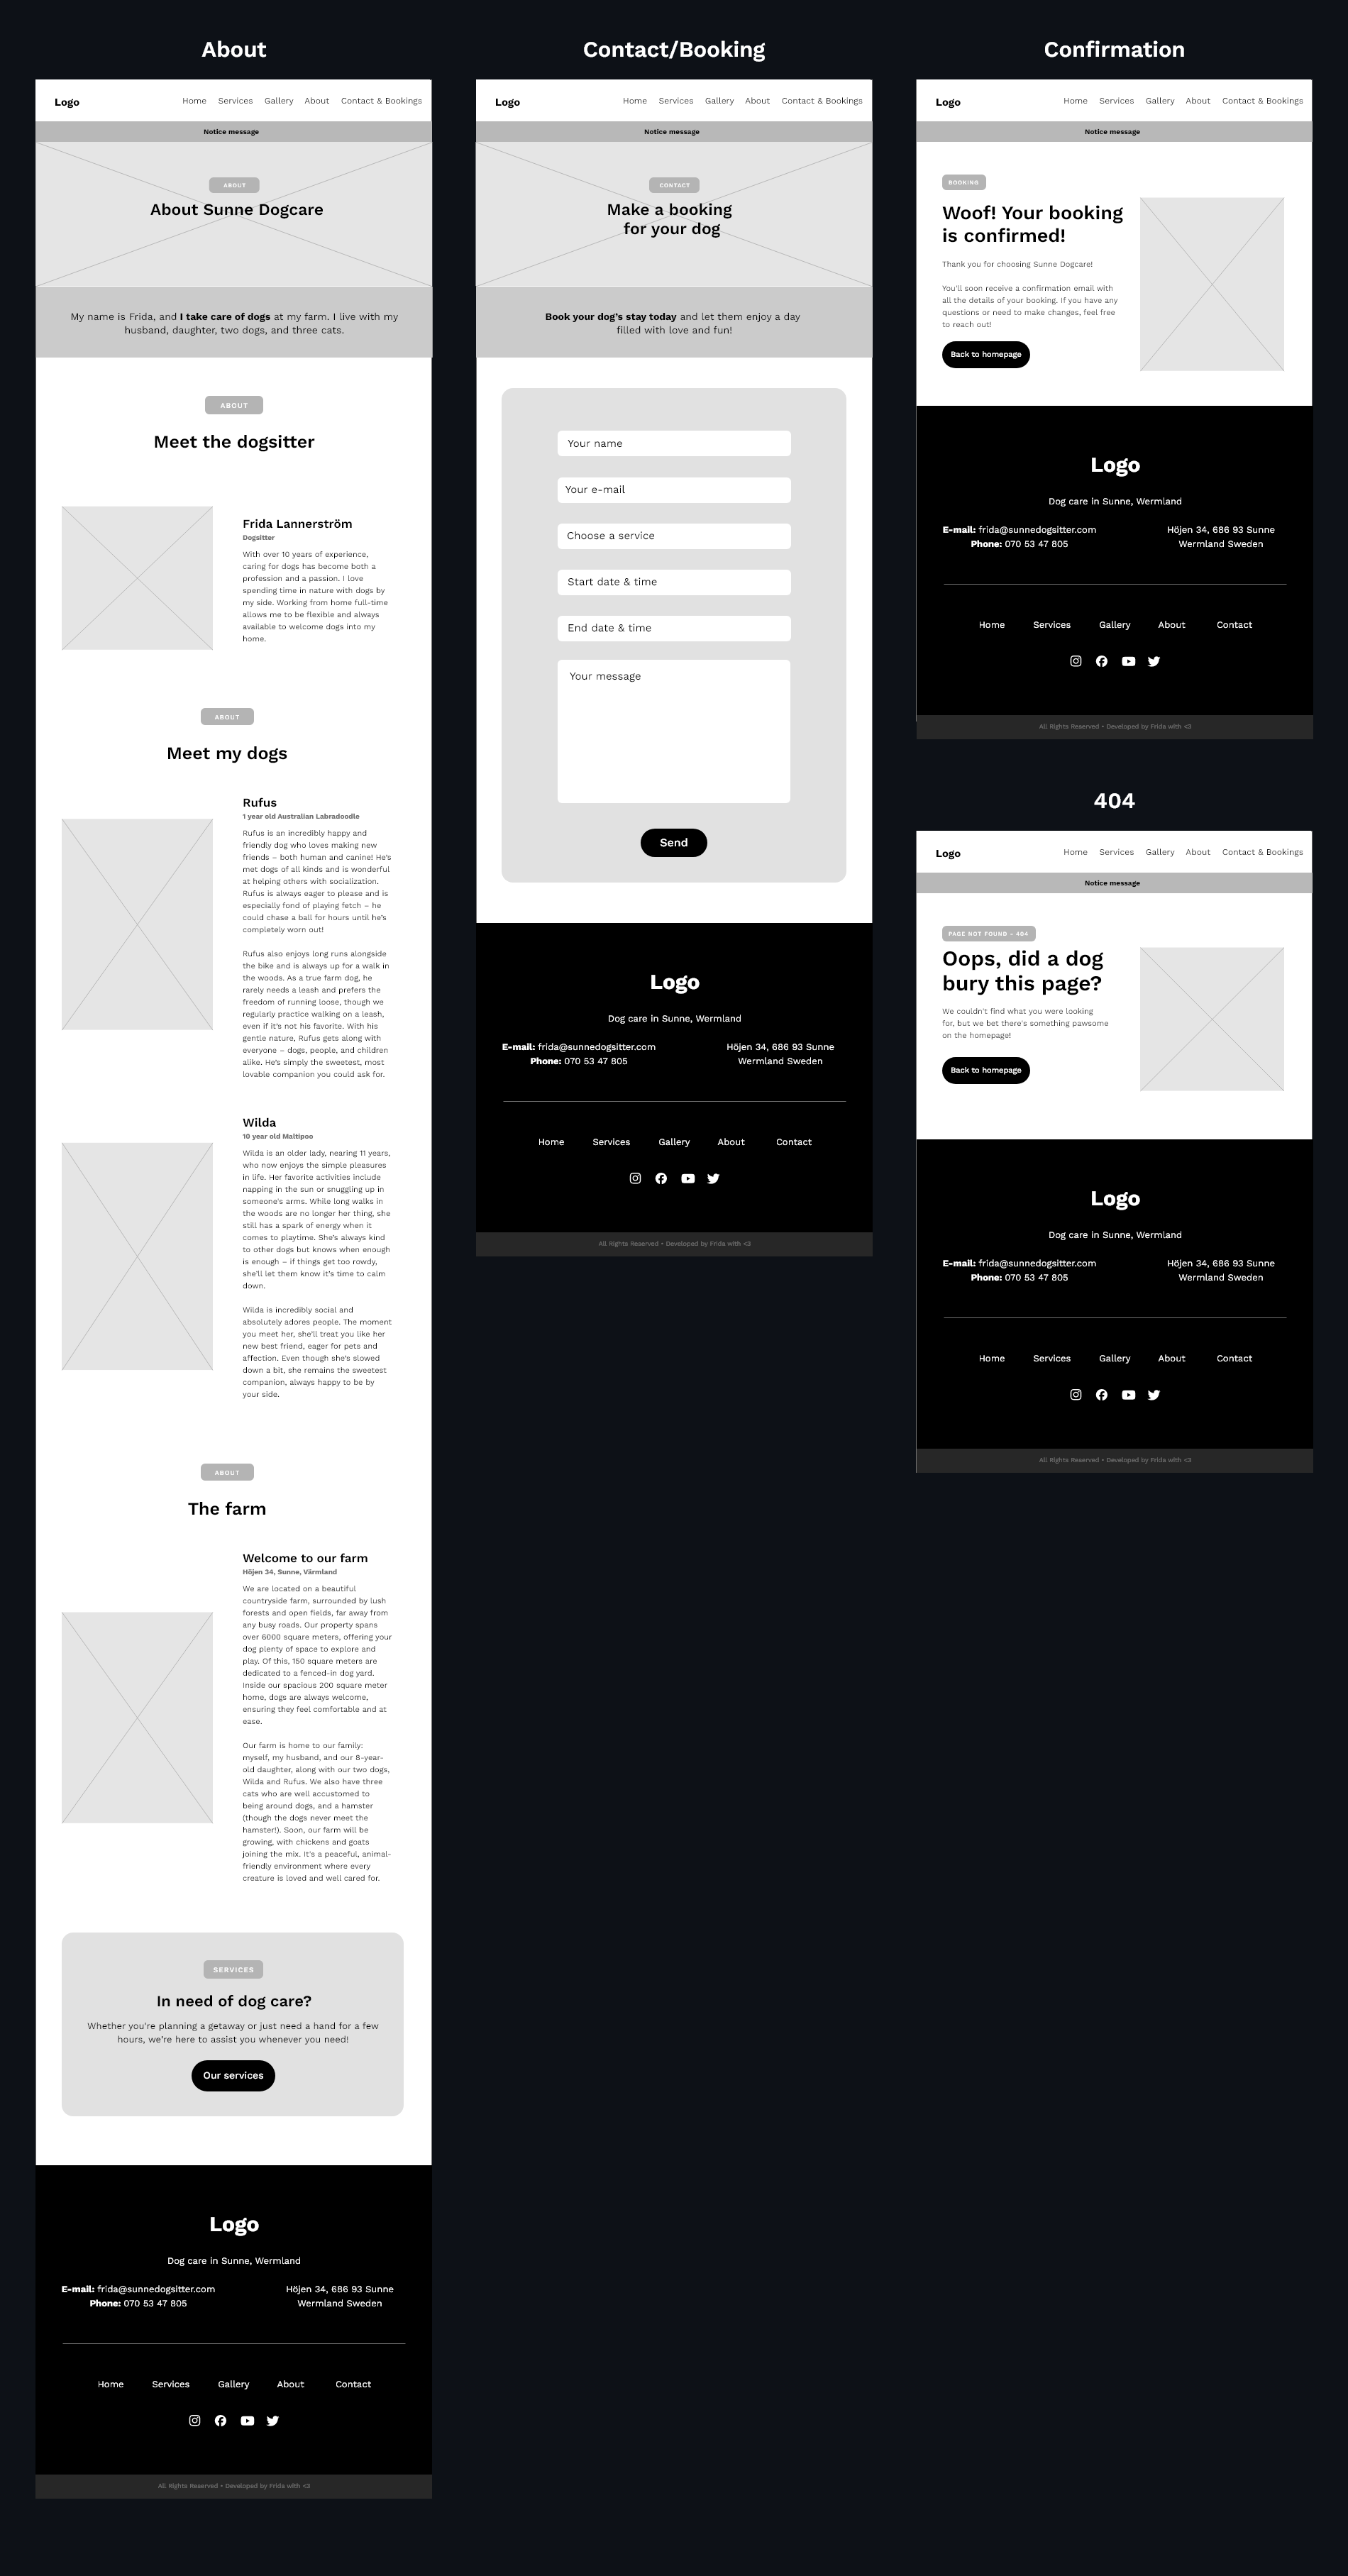 About
Logo
Home Services Gallery About Contact & Bookings
Notice message
ABOUT
About Sunne Dogcare
My name is Frida, and I take care of dogs at my farm. I live with my
husband, daughter, two dogs, and three cats.
ABOUT
Meet the dogsitter
Frida Lannerström
Dogsitter
With over 10 years of experience,
caring for dogs has become both a
profession and a passion. I love
spending time in nature with dogs by
my side. Working from home full-time
allows me to be flexible and always
available to welcome dogs into my
home.
ABOUT
Meet my dogs
Rufus
1 year old Australian Labradoodle
Rufus is an incredibly happy and
friendly dog who loves making new
friends – both human and canine! He's
met dogs of all kinds and is wonderful
at helping others with socialization.
Rufus is always eager to please and is
especially fond of playing fetch – he
could chase a ball for hours until he's
completely worn out!
Rufus also enjoys long runs alongside
the bike and is always up for a walk in
the woods. As a true farm dog, he
rarely needs a leash and prefers the
freedom of running loose, though we
regularly practice walking on a leash,
even if it's not his favorite. With his
gentle nature, Rufus gets along with
everyone – dogs, people, and children
alike. He's simply the sweetest, most
lovable companion you could ask for.
Wilda
10 year old Maltipoo
Wilda is an older lady, nearing 11 years,
who now enjoys the simple pleasures
in life. Her favorite activities include
napping in the sun or snuggling up in
someone's arms. While long walks in
the woods are no longer her thing, she
still has a spark of energy when it
comes to playtime. She's always kind
to other dogs but knows when enough
is enough – if things get too rowdy,
she'll let them know it's time to calm
down.
Wilda is incredibly social and
absolutely adores people. The moment
you meet her, she'll treat you like her
new best friend, eager for pets and
affection. Even though she's slowed
down a bit, she remains the sweetest
companion, always happy to be by
your side.
ABOUT
The farm
Welcome to our farm
Höjen 34, Sunne, Värmland
We are located on a beautiful
countryside farm, surrounded by lush
forests and open fields, far away from
any busy roads. Our property spans
over 6000 square meters, offering your
dog plenty of space to explore and
play. Of this, 150 square meters are
dedicated to a fenced-in dog yard.
Inside our spacious 200 square meter
home, dogs are always welcome,
ensuring they feel comfortable and at
ease.
Our farm is home to our family:
myself, my husband, and our 8-year-
old daughter, along with our two dogs,
Wilda and Rufus. We also have three
cats who are well accustomed to
being around dogs, and a hamster
(though the dogs never meet the
hamster!). Soon, our farm will be
growing, with chickens and goats
joining the mix. It's a peaceful, animal-
friendly environment where every
creature is loved and well cared for.
SERVICES
In need of dog care?
Whether you're planning a getaway or just need a hand for a few
hours, we're here to assist you whenever you need!
Our services
Logo
Dog care in Sunne, Wermland
E-mail: frida@sunnedogsitter.com
Phone: 070 53 47 805
Höjen 34, 686 93 Sunne
Wermland Sweden
Home Services Gallery About Contact
All Rights Reserved • Developed by Frida with <3
Contact/Booking
Logo
Home Services Gallery About Contact & Bookings
Notice message
CONTACT
Make a booking
for your dog
Book your dog's stay today and let them enjoy a day
filled with love and fun!
Your name
Your e-mail
Choose a service
Start date & time
End date & time
Your message
Send
Logo
Dog care in Sunne, Wermland
E-mail: frida@sunnedogsitter.com
Phone: 070 53 47 805
Höjen 34, 686 93 Sunne
Wermland Sweden
Home Services Gallery About Contact
All Rights Reserved • Developed by Frida with <3
Confirmation
Logo
Home Services Gallery About Contact & Bookings
Notice message
BOOKING
Woof! Your booking
is confirmed!
Thank you for choosing Sunne Dogcare!
You'll soon receive a confirmation email with
all the details of your booking. If you have any
questions or need to make changes, feel free
to reach out!
Back to homepage
Logo
Dog care in Sunne, Wermland
E-mail: frida@sunnedogsitter.com
Phone: 070 53 47 805
Höjen 34, 686 93 Sunne
Wermland Sweden
Home Services Gallery About Contact
All Rights Reserved • Developed by Frida with <3
404
Logo
Home Services Gallery About Contact & Bookings
Notice message
PAGE NOT FOUND - 404
Oops, did a dog
bury this page?
We couldn't find what you were looking
for, but we bet there's something pawsome
on the homepage!
Back to homepage
Logo
Dog care in Sunne, Wermland
E-mail: frida@sunnedogsitter.com
Phone: 070 53 47 805
Höjen 34, 686 93 Sunne
Wermland Sweden
Home Services Gallery About Contact
All Rights Reserved • Developed by Frida with <3